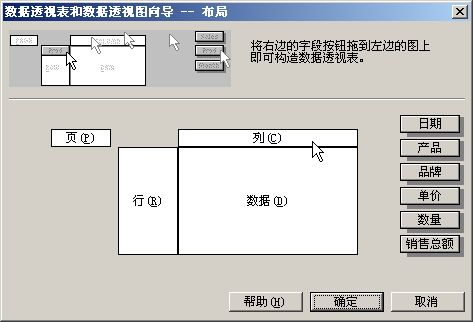 数据透视表和数据透视图向导 -- 布局
将右边的字段按钮拖到左边的图上
即可构造数据透视表。
页(P)
列(C)
行(R)
数据(D)
日期
产品
品牌
单价
数量
销售总额
帮助(H)
确定
取消